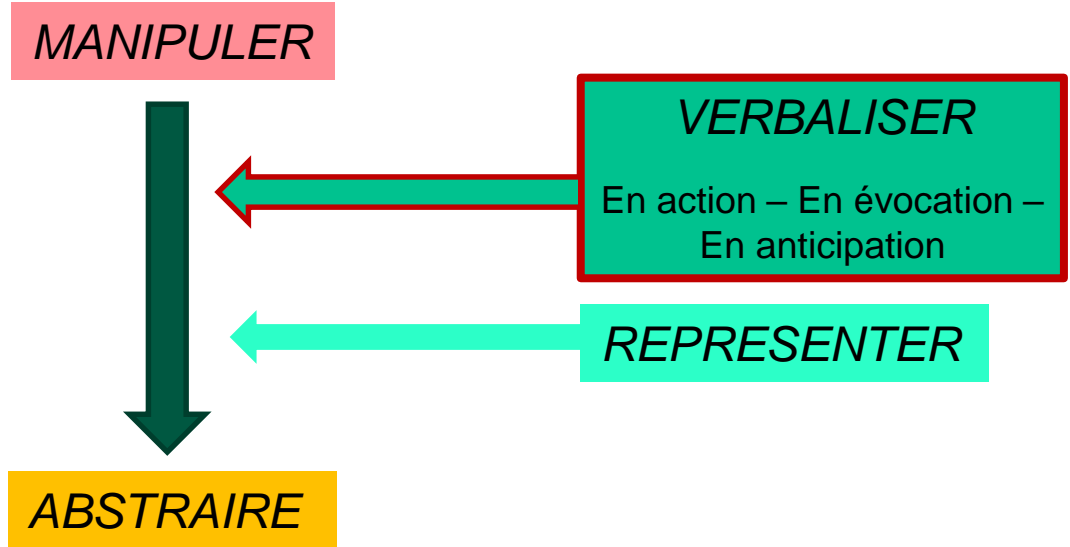 MANIPULER
VERBALISER
En action – En évocation –
En anticipation
REPRESENTER
ABSTRAIRE